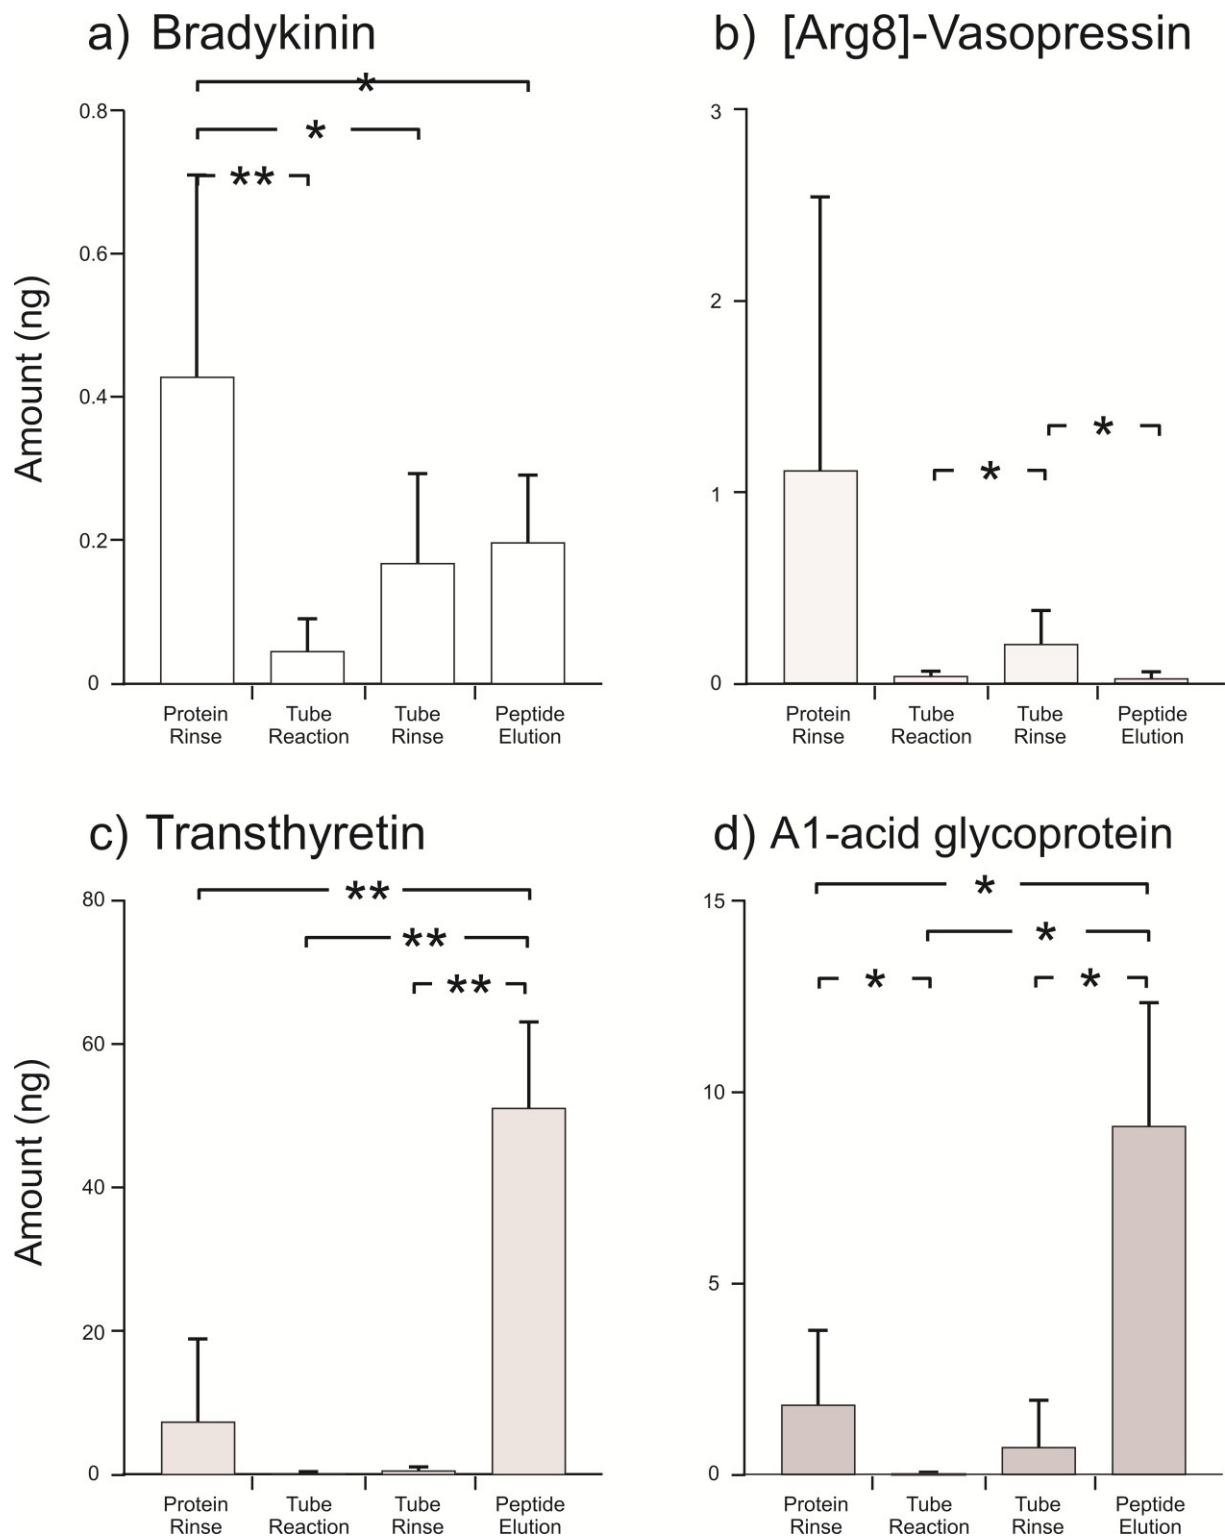 a) Bradykinin
*
*
**
0.8
0.6
0.4
0.2
0
Amount (ng)
Protein Rinse
Tube Reaction
Tube Rinse
Peptide Elution
b) [Arg8]-Vasopressin
*
*
3
2
1
0
Protein Rinse
Tube Reaction
Tube Rinse
Peptide Elution
c) Transthyretin
**
**
**
80
60
40
20
0
Amount (ng)
Protein Rinse
Tube Reaction
Tube Rinse
Peptide Elution
d) A1-acid glycoprotein
*
*
*
*
15
10
5
0
Protein Rinse
Tube Reaction
Tube Rinse
Peptide Elution